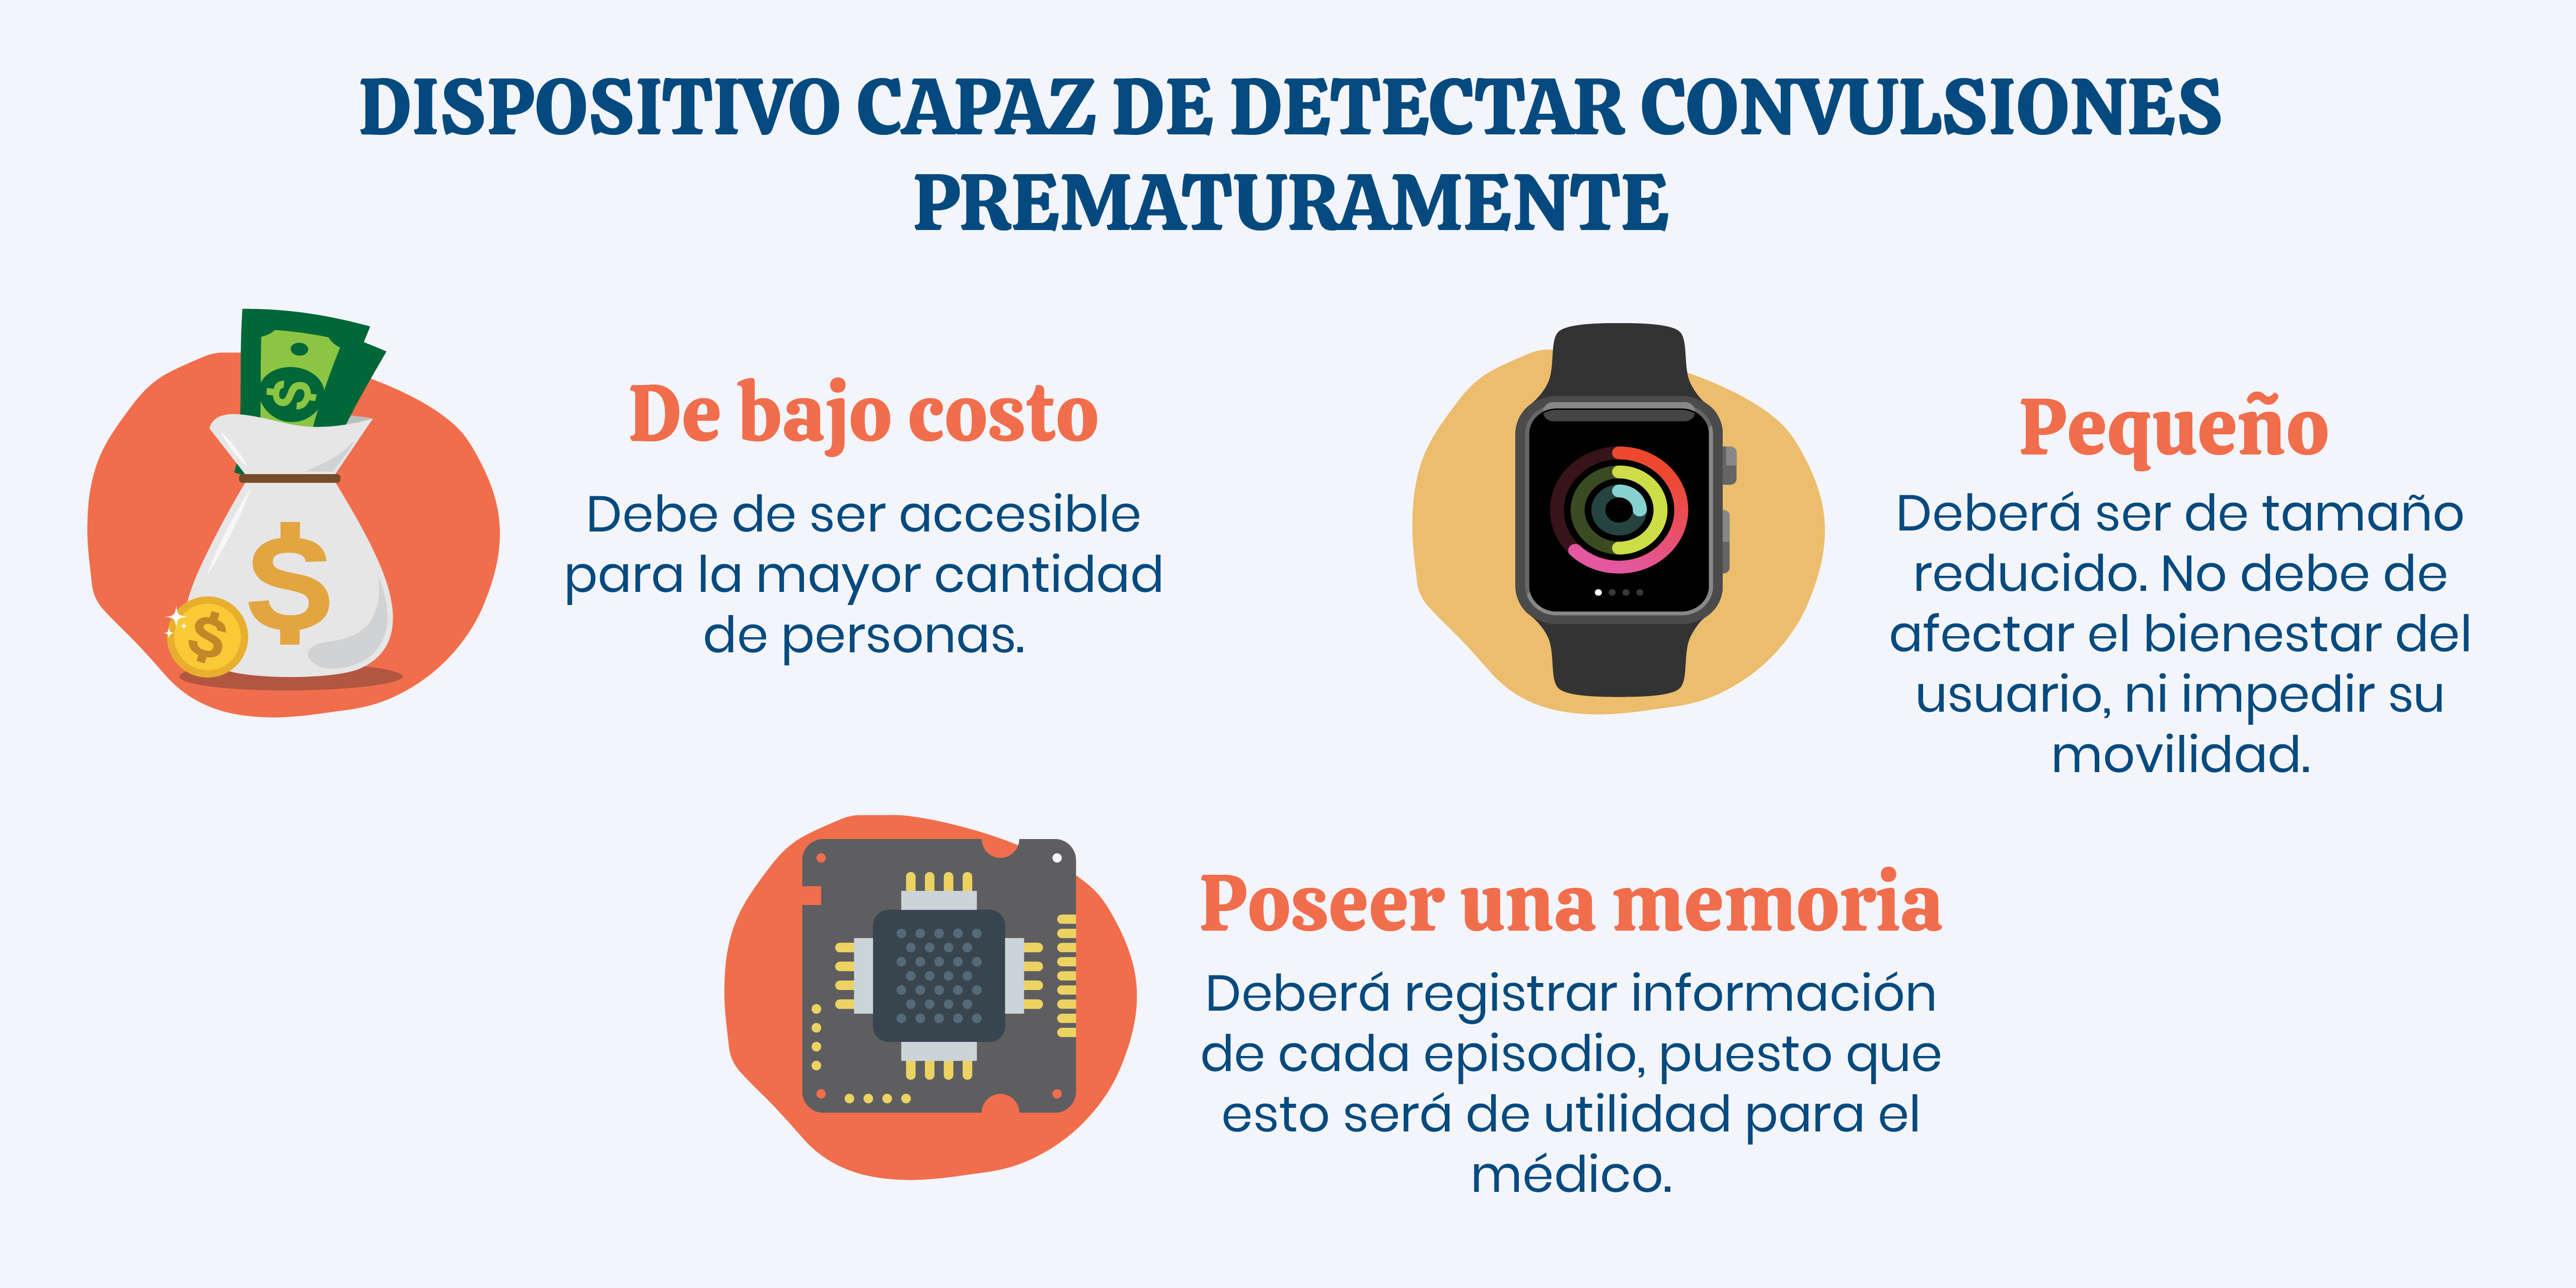 DISPOSITIVO CAPAZ DE DETECTAR CONVULSIONES
PREMATURAMENTE
De bajo costo
Debe de ser accesible
para la mayor cantidad
de personas.
Pequeño
Deberá ser de tamaño
reducido. No debe de
afectar el bienestar del
usuario, ni impedir su
movilidad.
Poseer una memoria
Deberá registrar información
de cada episodio, puesto que
esto será de utilidad para el
médico.
$
$
$